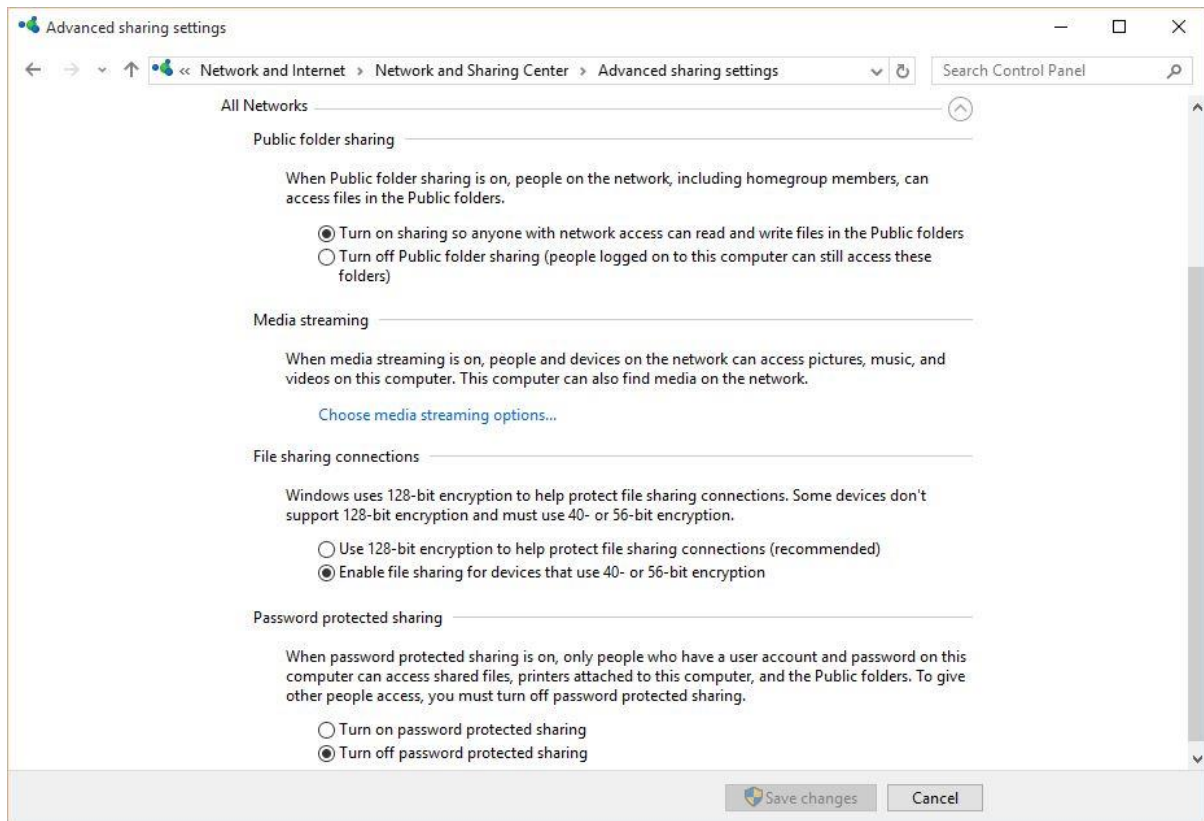 Advanced sharing settings
« Network and Internet > Network and Sharing Center > Advanced sharing settings
Search Control Panel
All Networks
Public folder sharing
When Public folder sharing is on, people on the network, including homegroup members, can
access files in the Public folders.
Turn on sharing so anyone with network access can read and write files in the Public folders
Turn off Public folder sharing (people logged on to this computer can still access these
folders)
Media streaming
When media streaming is on, people and devices on the network can access pictures, music, and
videos on this computer. This computer can also find media on the network.
Choose media streaming options...
File sharing connections
Windows uses 128-bit encryption to help protect file sharing connections. Some devices don't
support 128-bit encryption and must use 40- or 56-bit encryption.
Use 128-bit encryption to help protect file sharing connections (recommended)
Enable file sharing for devices that use 40- or 56-bit encryption
Password protected sharing
When password protected sharing is on, only people who have a user account and password on this
computer can access shared files, printers attached to this computer, and the Public folders. To give
other people access, you must turn off password protected sharing.
Turn on password protected sharing
Turn off password protected sharing
Save changes
Cancel